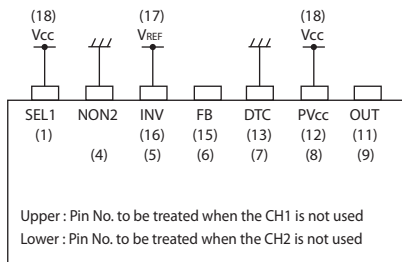 (18) (17) (18)
Vcc VREF Vcc
SEL1 NON2 INV FB DTC PVcc OUT
(1) (16) (15) (13) (12) (11)
(4) (5) (6) (7) (8) (9)
Upper : Pin No. to be treated when the CH1 is not used
Lower : Pin No. to be treated when the CH2 is not used